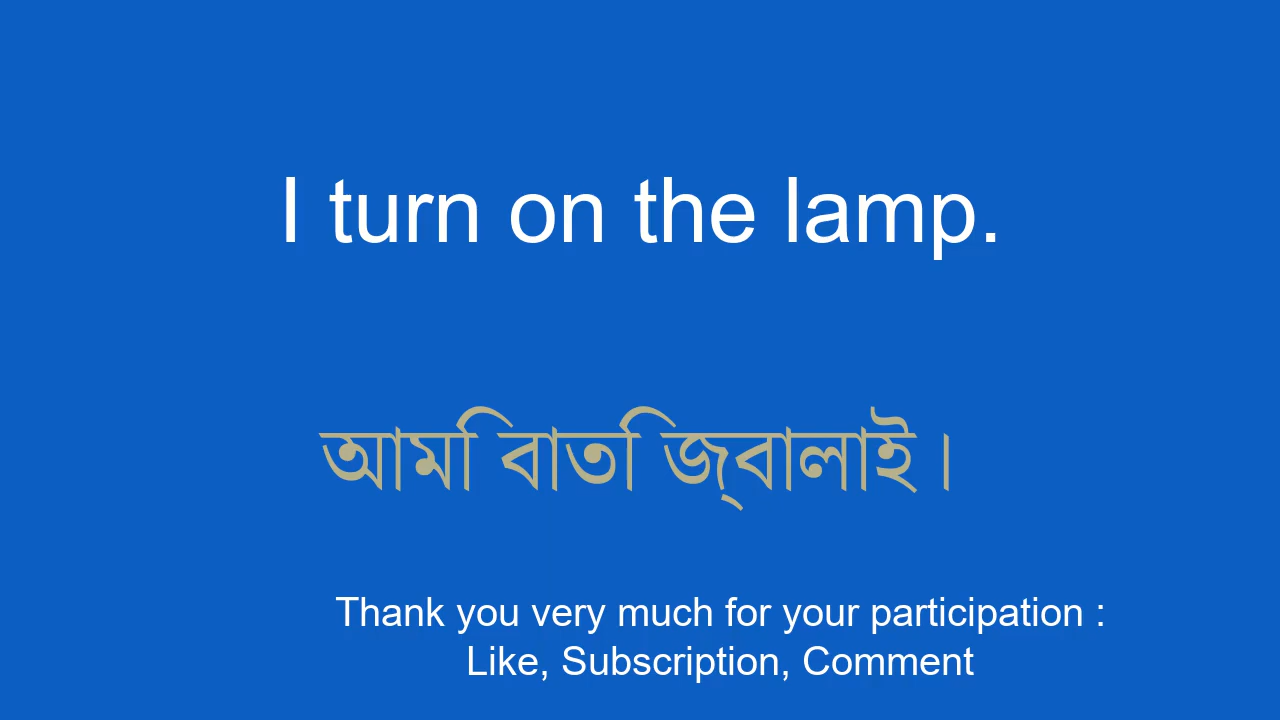 I turn on the lamp.
আমি বাতি জ্বালাই।
Thank you very much for your participation :
Like, Subscription, Comment